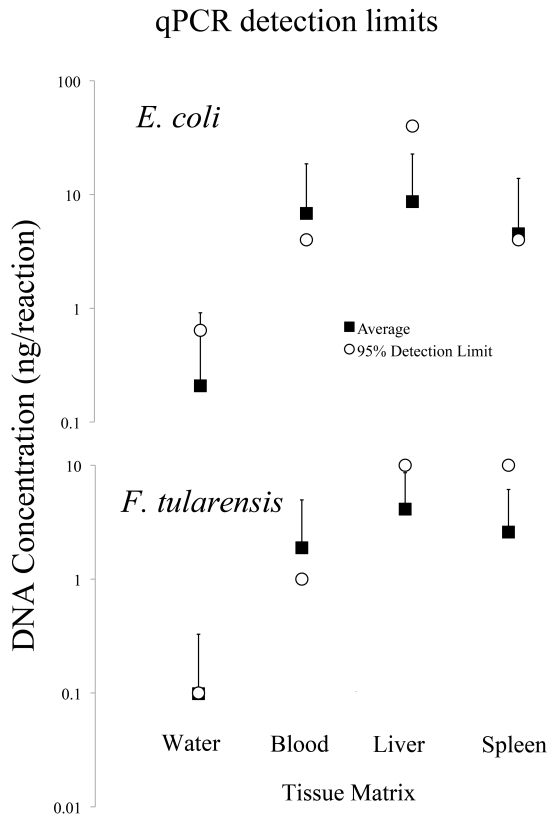 qPCR detection limits
DNA Concentration (ng/reaction)
100
E. coli
10
1
Average
95% Detection Limit
0.1
10
F. tularensis
1
0.1
Water Blood Liver Spleen
Tissue Matrix
0.01